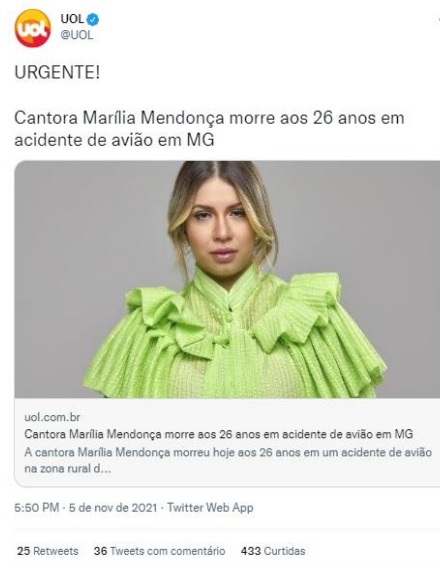 uol
UOL
@UOL
URGENTE!
Cantora Marília Mendonça morre aos 26 anos em
acidente de avião em MG
uol.com.br
Cantora Marília Mendonça morre aos 26 anos em acidente de avião em MG
A cantora Marília Mendonça morreu hoje aos 26 anos em um acidente de avião
na zona rural d...
5:50 PM · 5 de nov de 2021 · Twitter Web App
25 Retweets 36 Tweets com comentário 433 Curtidas